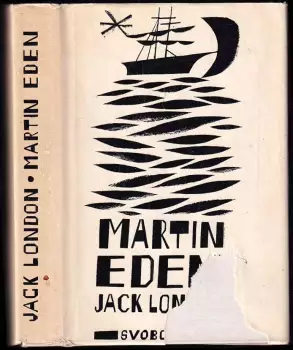 JACK LONDON • MARTIN EDEN
MARTIN
EDEN
JACK LON
SVOBO